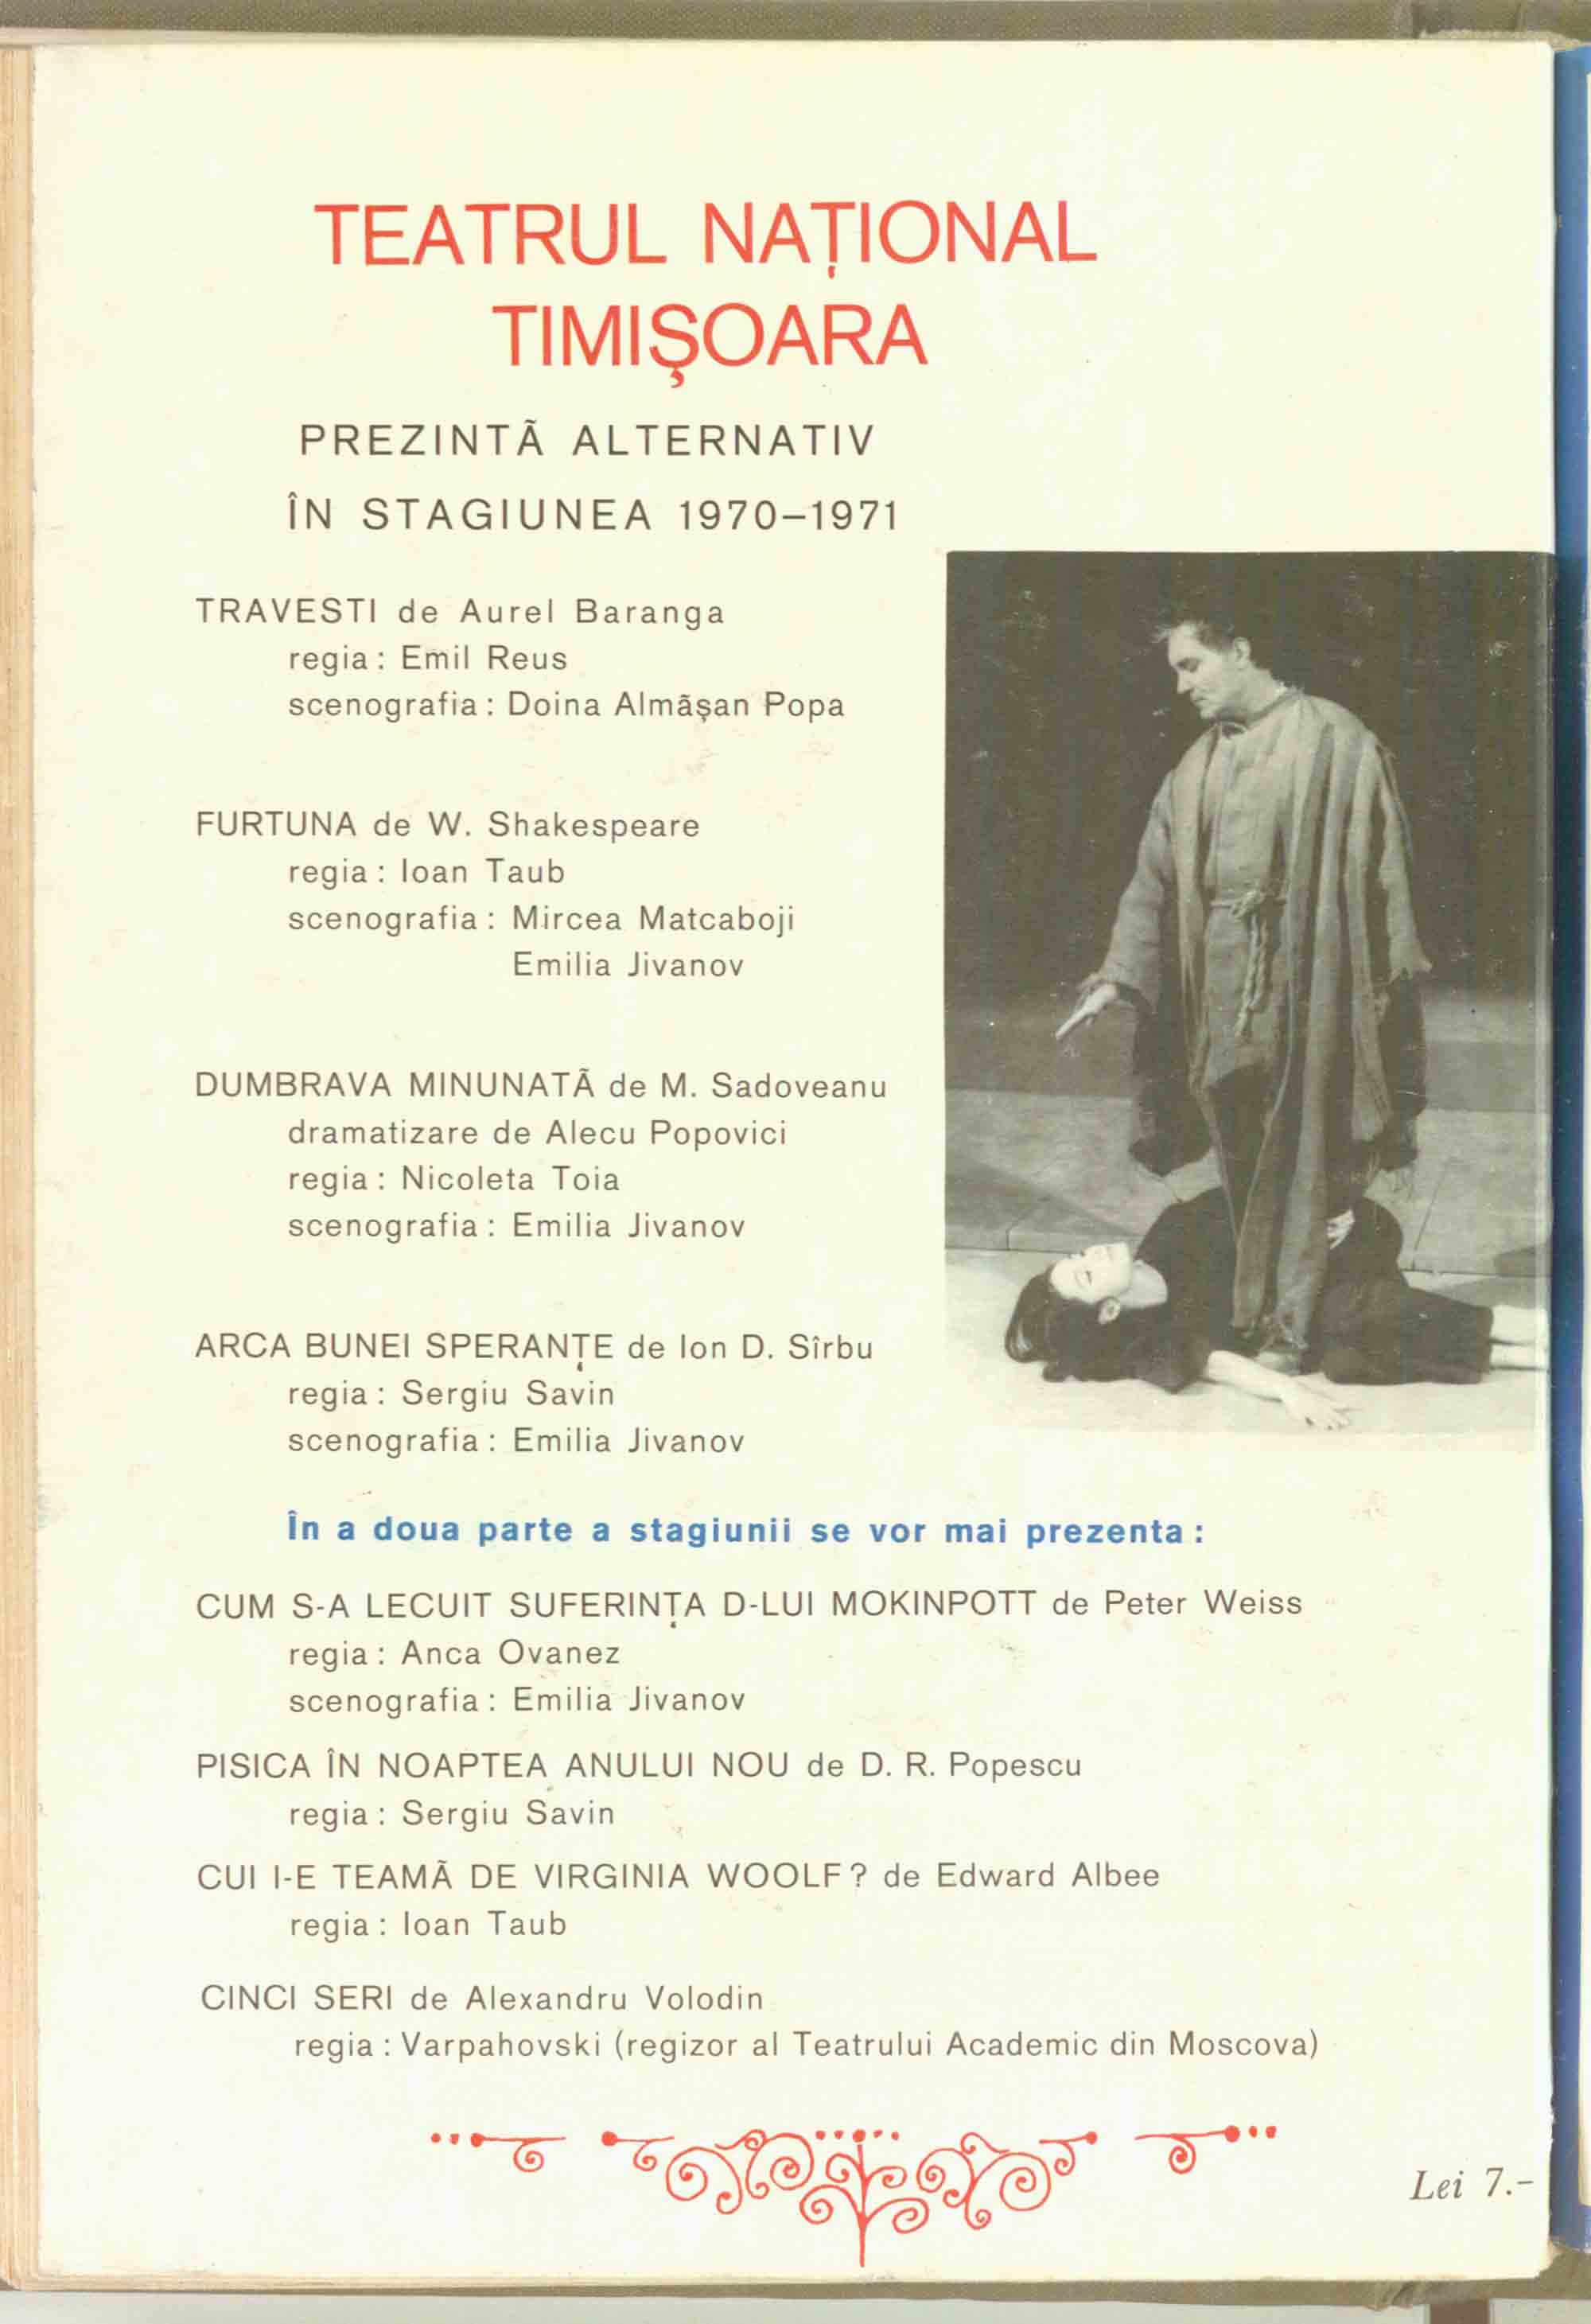 TEATRUL NAȚIONAL
TIMIȘOARA
PREZINTĂ ALTERNATIV
ÎN STAGIUNEA 1970–1971
TRAVESTI de Aurel Baranga
regia : Emil Reus
scenografia : Doina Almășan Popa
FURTUNA de W. Shakespeare
regia : Ioan Taub
scenografia : Mircea Matcaboji
Emilia Jivanov
DUMBRAVA MINUNATĂ de M. Sadoveanu
dramatizare de Alecu Popovici
regia : Nicoleta Toia
scenografia : Emilia Jivanov
ARCA BUNEI SPERANȚE de Ion D. Sîrbu
regia : Sergiu Savin
scenografia : Emilia Jivanov
În a doua parte a stagiunii se vor mai prezenta :
CUM S-A LECUIT SUFERINȚA D-LUI MOKINPOTT de Peter Weiss
regia : Anca Ovanez
scenografia : Emilia Jivanov
PISICA ÎN NOAPTEA ANULUI NOU de D. R. Popescu
regia : Sergiu Savin
CUI I-E TEAMĂ DE VIRGINIA WOOLF? de Edward Albee
regia : Ioan Taub
CINCI SERI de Alexandru Volodin
regia : Varpahovski (regizor al Teatrului Academic din Moscova)
Lei 7.–